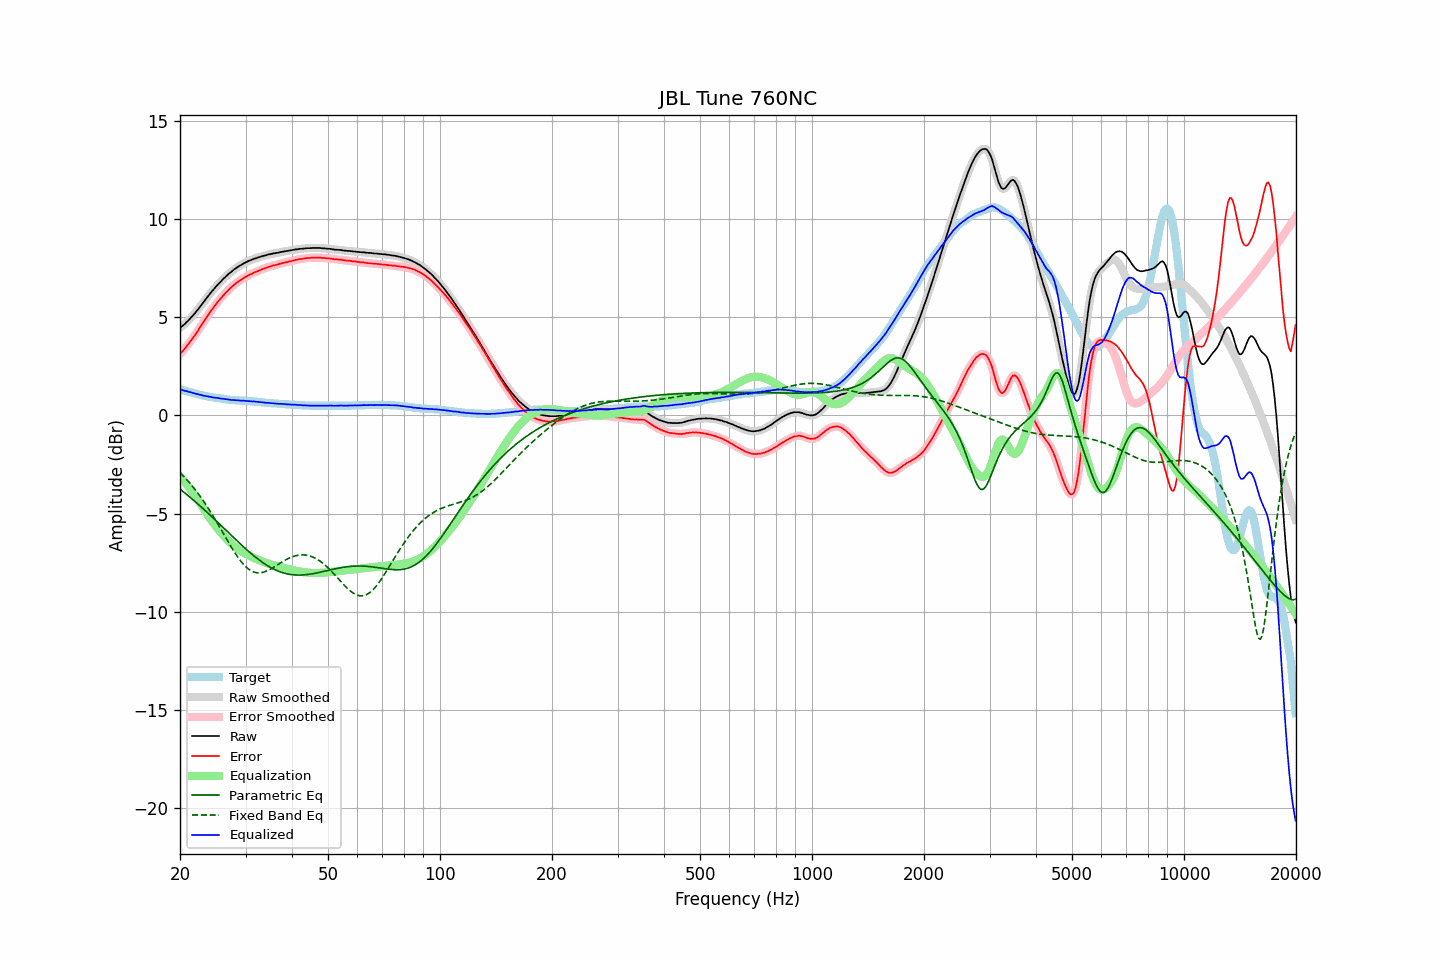 JBL Tune 760NC
15
10
5
0
−5
−10
−15
−20
Amplitude (dBr)
Target
Raw Smoothed
Error Smoothed
Raw
Error
Equalization
Parametric Eq
Fixed Band Eq
Equalized
20 50 100 200 500 1000 2000 5000 10000 20000
Frequency (Hz)